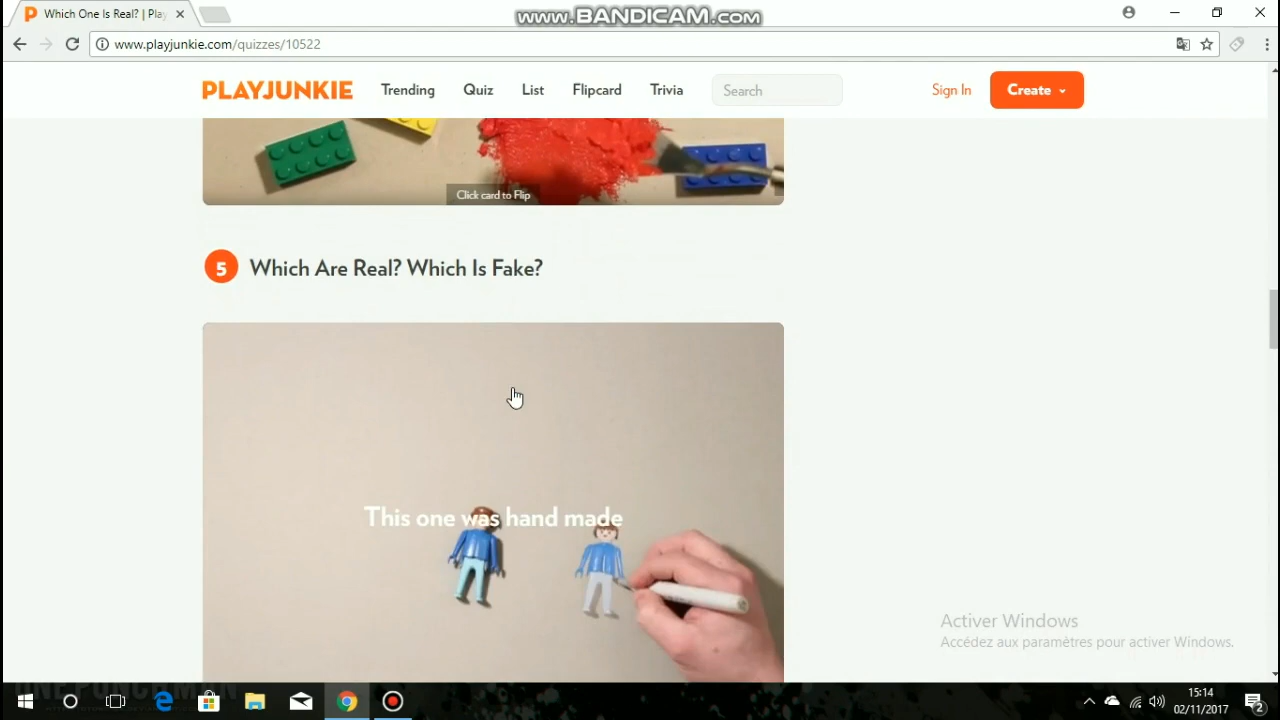 Which One Is Real? | Play
www.BANDICAM.com
www.playjunkie.com/quizzes/10522
PLAYJUNKIE
Trending
Quiz
List
Flipcard
Trivia
Search
Sign In
Create
Click card to Flip
5 Which Are Real? Which Is Fake?
This one was hand made
Activer Windows
Accédez aux paramètres pour activer Windows.
15:14
02/11/2017
2